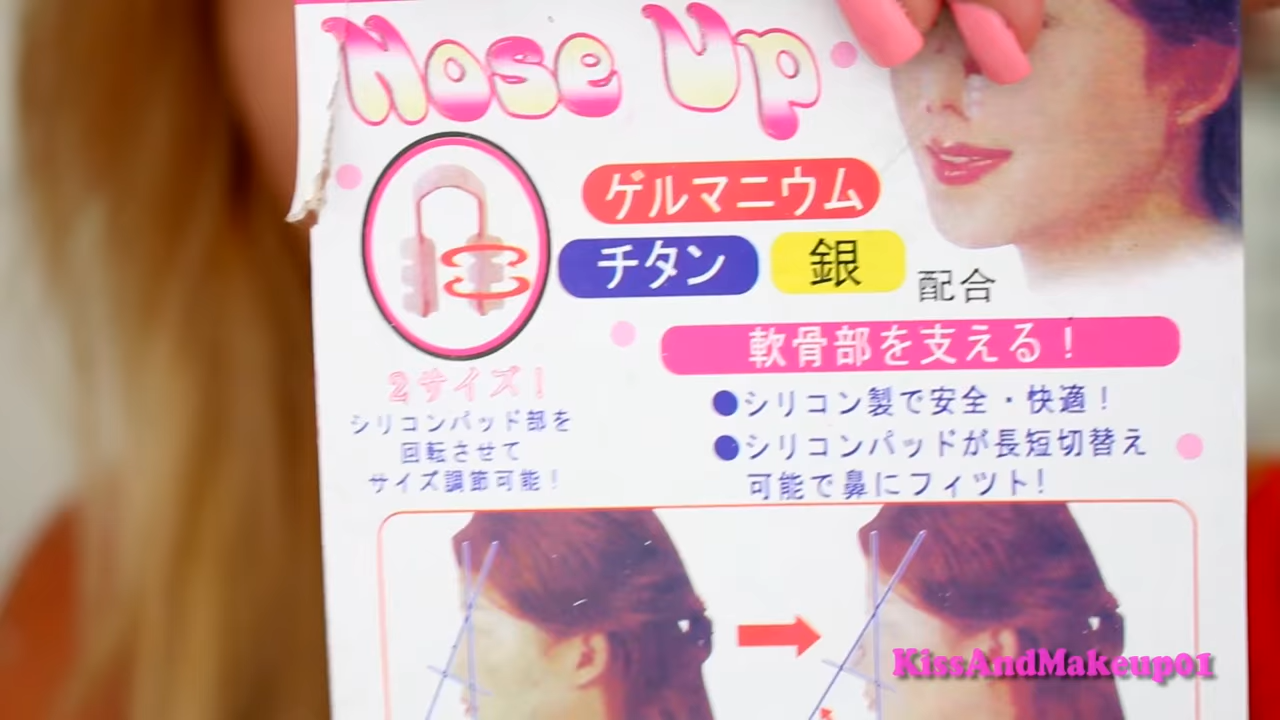 Nose Up
ゲルマニウム
チタン 銀 配合
軟骨部を支える！
2サイズ！
シリコンパッド部を
回転させて
サイズ調節可能！
●シリコン製で安全・快適！
●シリコンパッドが長短切替え
可能で鼻にフィツト！
KissAndMakeup01